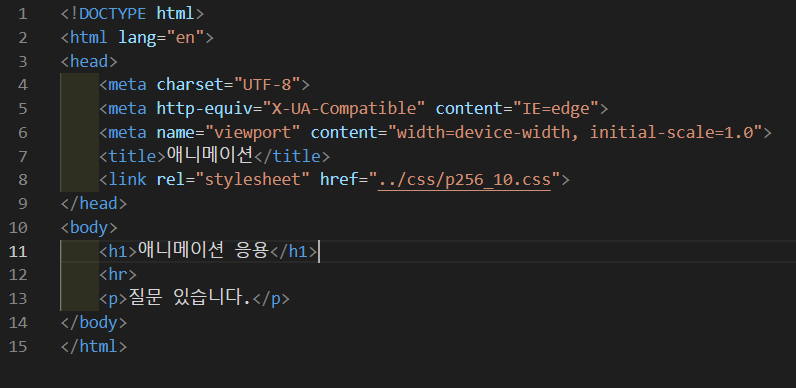 1 <!DOCTYPE html>
2 <html lang="en">
3 <head>
4     <meta charset="UTF-8">
5     <meta http-equiv="X-UA-Compatible" content="IE=edge">
6     <meta name="viewport" content="width=device-width, initial-scale=1.0">
7     <title>애니메이션</title>
8     <link rel="stylesheet" href="../css/p256_10.css">
9 </head>
10 <body>
11     <h1>애니메이션 응용</h1>
12     <hr>
13     <p>질문 있습니다.</p>
14 </body>
15 </html>